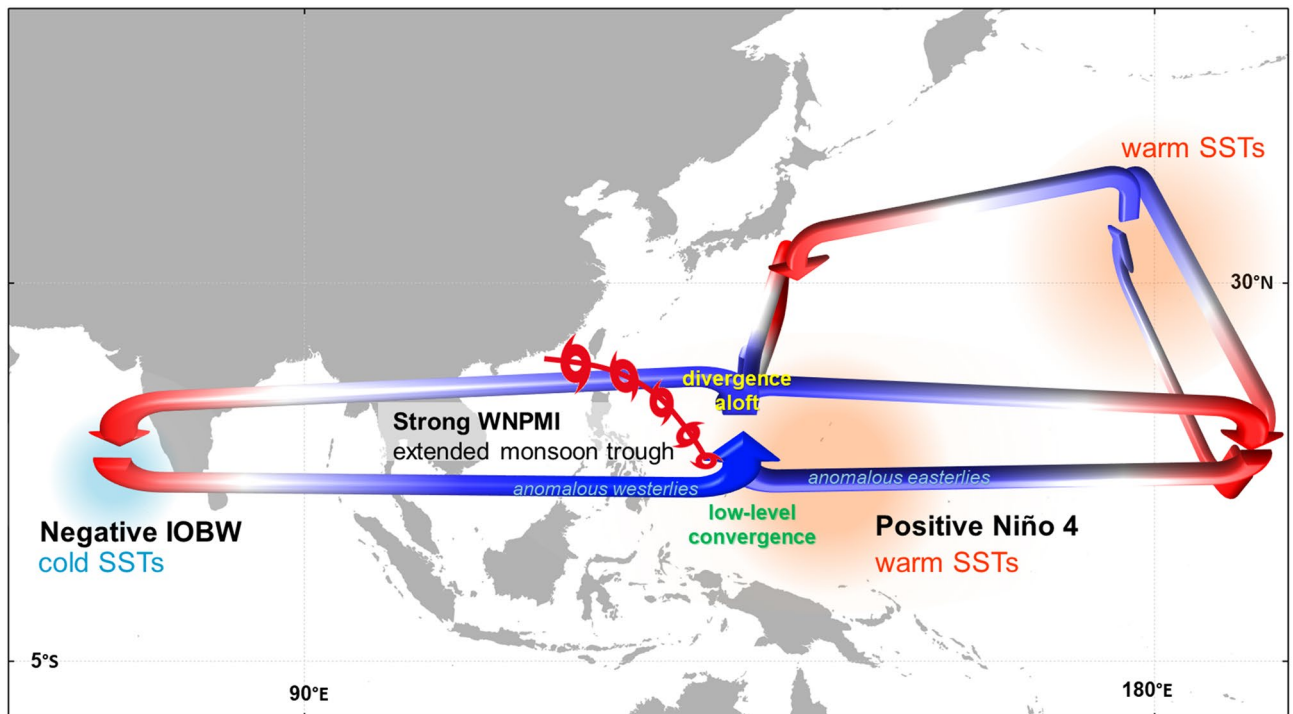 warm SSTs
30°N
divergence
aloft
Strong WNPMI
extended monsoon trough
anomalous westerlies
anomalous easterlies
low-level
convergence
Negative IOBW
cold SSTs
Positive Niño 4
warm SSTs
5°S
90°E
180°E